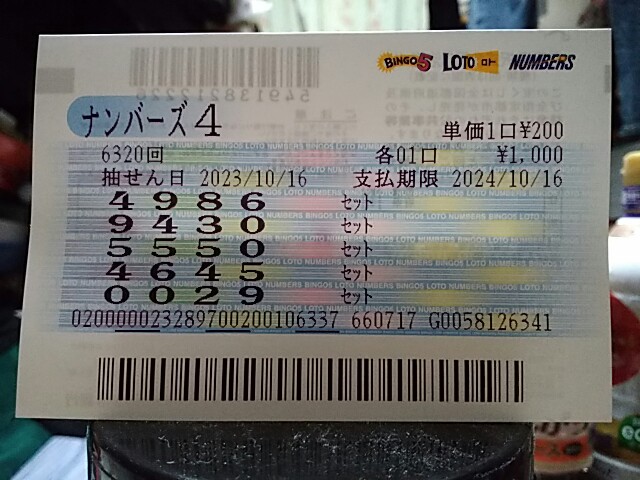 BINGO5 LOTO ロト NUMBERS
ナンバーズ4
単価1口¥200
6320回 各01口 ¥1,000
抽せん日 2023/10/16 支払期限 2024/10/16
4986 セット
9430 セット
5550 セット
4645 セット
0029 セット
020000023289700200106337 660717 G0058126341